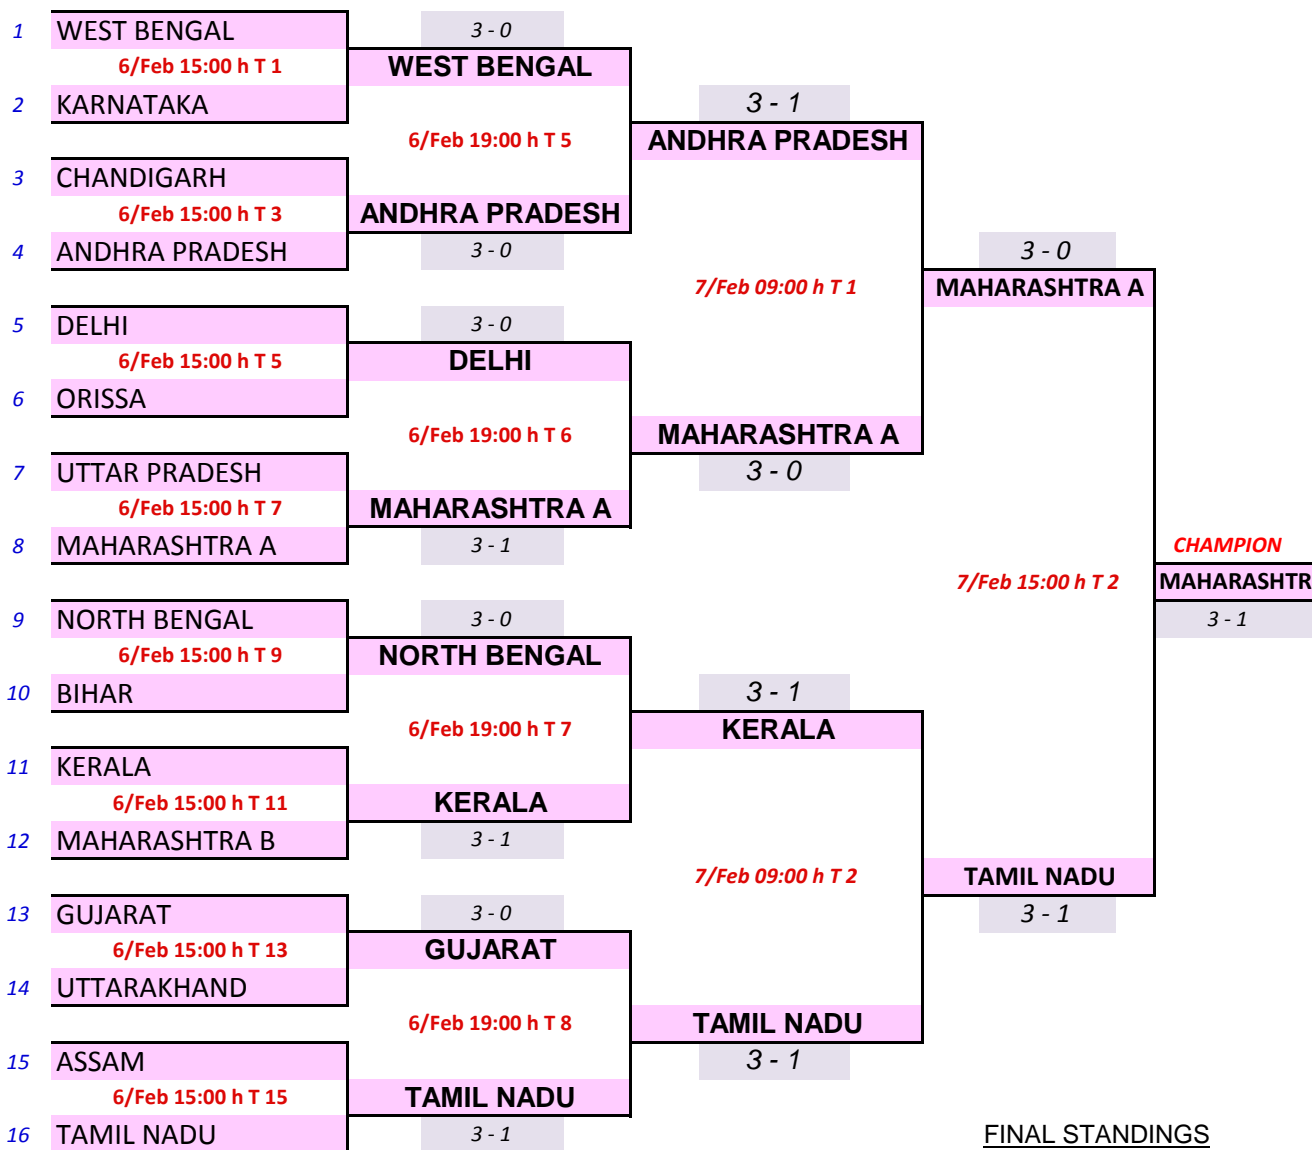 1 WEST BENGAL 3 - 0
6/Feb 15:00 h T 1 WEST BENGAL
2 KARNATAKA 3 - 1
6/Feb 19:00 h T 5 ANDHRA PRADESH
3 CHANDIGARH
6/Feb 15:00 h T 3 ANDHRA PRADESH
4 ANDHRA PRADESH 3 - 0 3 - 0
7/Feb 09:00 h T 1 MAHARASHTRA A
5 DELHI 3 - 0
6/Feb 15:00 h T 5 DELHI
6 ORISSA
6/Feb 19:00 h T 6 MAHARASHTRA A
7 UTTAR PRADESH 3 - 0
6/Feb 15:00 h T 7 MAHARASHTRA A
8 MAHARASHTRA A 3 - 1 CHAMPION
7/Feb 15:00 h T 2 MAHARASHTR
9 NORTH BENGAL 3 - 0 3 - 1
6/Feb 15:00 h T 9 NORTH BENGAL
10 BIHAR 3 - 1
6/Feb 19:00 h T 7 KERALA
11 KERALA
6/Feb 15:00 h T 11 KERALA
12 MAHARASHTRA B 3 - 1
7/Feb 09:00 h T 2 TAMIL NADU
13 GUJARAT 3 - 0 3 - 1
6/Feb 15:00 h T 13 GUJARAT
14 UTTARAKHAND
6/Feb 19:00 h T 8 TAMIL NADU
15 ASSAM 3 - 1
6/Feb 15:00 h T 15 TAMIL NADU
16 TAMIL NADU 3 - 1 FINAL STANDINGS